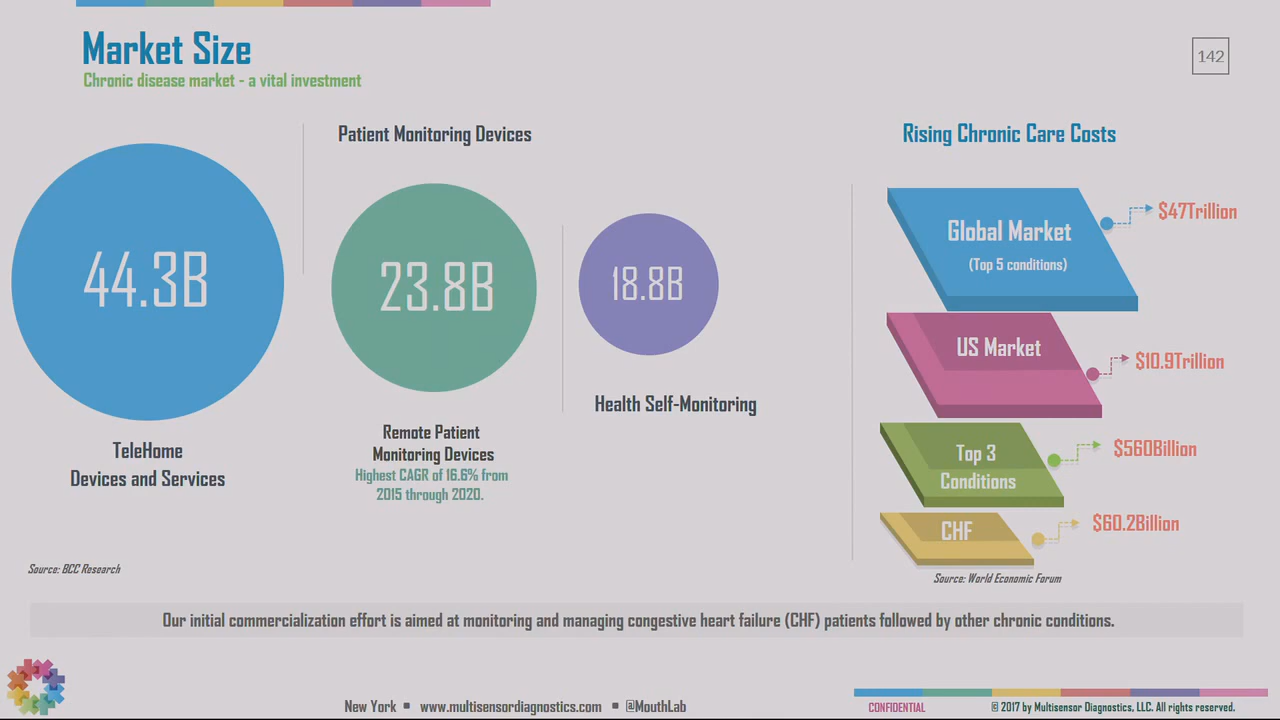 Market Size
Chronic disease market - a vital investment
142
Patient Monitoring Devices
44.3B
TeleHome
Devices and Services
23.8B
Remote Patient
Monitoring Devices
Highest CAGR of 16.6% from
2015 through 2020.
18.8B
Health Self-Monitoring
Source: BCC Research
Rising Chronic Care Costs
Global Market
(Top 5 conditions)
$47Trillion
US Market
$10.9Trillion
Top 3
Conditions
$560Billion
CHF
$60.2Billion
Source: World Economic Forum
Our initial commercialization effort is aimed at monitoring and managing congestive heart failure (CHF) patients followed by other chronic conditions.
New York ■ www.multisensordiagnostics.com ■ @MouthLab
CONFIDENTIAL © 2017 by Multisensor Diagnostics, LLC. All rights reserved.